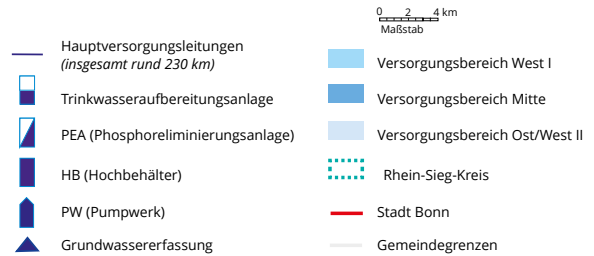 0 2 4 km
Maßstab
Hauptversorgungsleitungen
(insgesamt rund 230 km)
Trinkwasseraufbereitungsanlage
PEA (Phosphoreliminierungsanlage)
HB (Hochbehälter)
PW (Pumpwerk)
Grundwassererfassung
Versorgungsbereich West I
Versorgungsbereich Mitte
Versorgungsbereich Ost/West II
Rhein-Sieg-Kreis
Stadt Bonn
Gemeindegrenzen